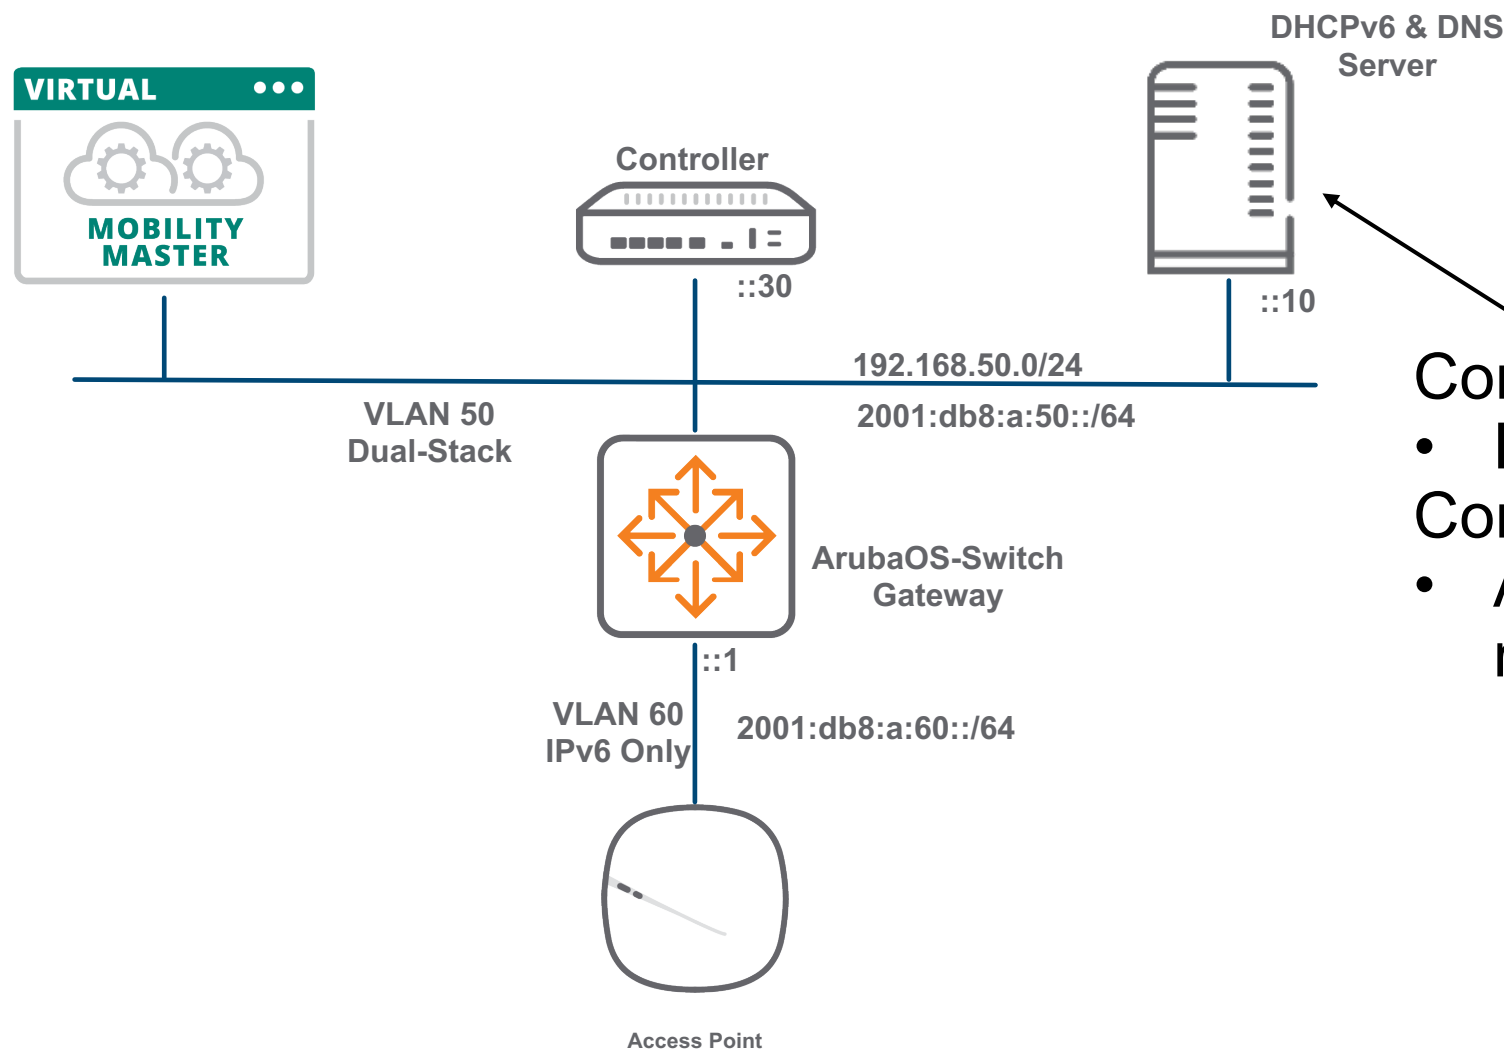 DHCPv6 & DNS
Server
VIRTUAL
MOBILITY
MASTER
Controller
::30
::10
192.168.50.0/24
2001:db8:a:50::/64
VLAN 50
Dual-Stack
ArubaOS-Switch
Gateway
::1
VLAN 60
IPv6 Only
2001:db8:a:60::/64
Access Point